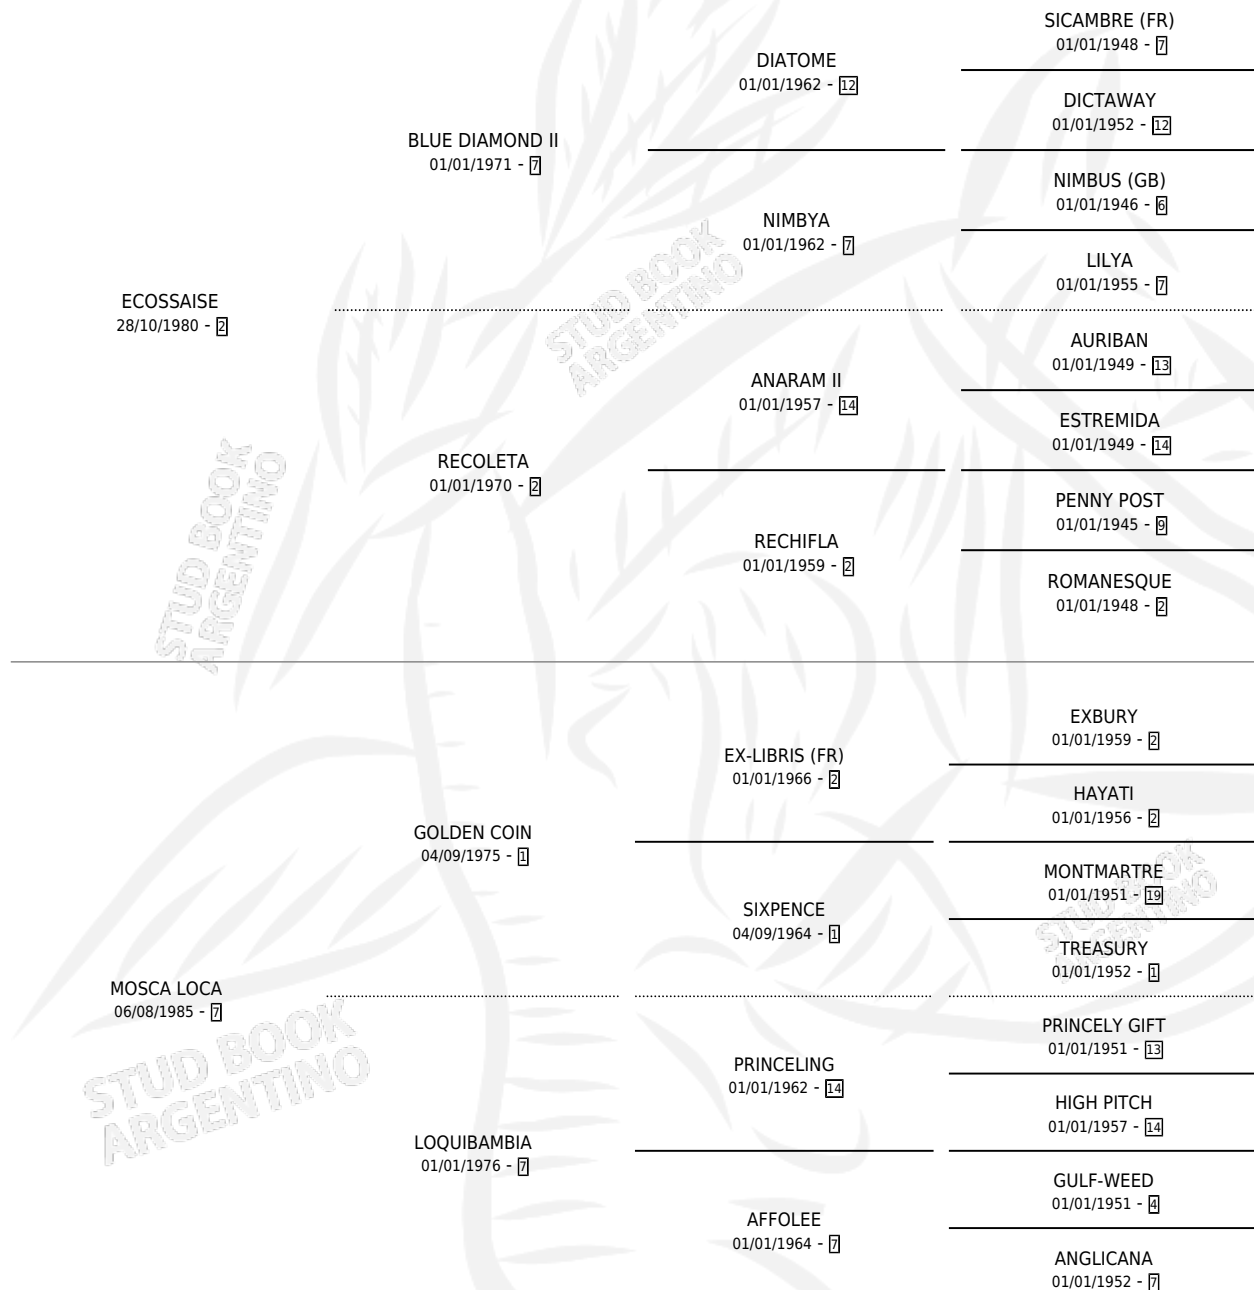 SICAMBRE (FR)
01/01/1948 - 7
DIATOME
01/01/1962 - 12
DICTAWAY
01/01/1952 - 12
BLUE DIAMOND II
01/01/1971 - 7
NIMBUS (GB)
01/01/1946 - 6
NIMBYA
01/01/1962 - 7
LILYA
01/01/1955 - 7
ECOSSAISE
28/10/1980 - 2
STUD BOOK
ARGENTINO
AURIBAN
01/01/1949 - 13
ANARAM II
01/01/1957 - 14
ESTREMIDA
01/01/1949 - 14
RECOLETA
01/01/1970 - 2
PENNY POST
01/01/1945 - 9
RECHIFLA
01/01/1959 - 2
ROMANESQUE
01/01/1948 - 2
STUD BOOK
ARGENTINO
EXBURY
01/01/1959 - 2
EX-LIBRIS (FR)
01/01/1966 - 2
HAYATI
01/01/1956 - 2
GOLDEN COIN
04/09/1975 - 1
MONTMARTRE
01/01/1951 - 19
SIXPENCE
04/09/1964 - 1
STUD BOOK
ARGENTINO
TREASURY
01/01/1952 - 1
MOSCA LOCA
06/08/1985 - 7
STUD BOOK
ARGENTINO
PRINCELY GIFT
01/01/1951 - 13
PRINCELING
01/01/1962 - 14
HIGH PITCH
01/01/1957 - 14
LOQUIBAMBIA
01/01/1976 - 7
GULF-WEED
01/01/1951 - 4
AFFOLEE
01/01/1964 - 7
ANGLICANA
01/01/1952 - 7